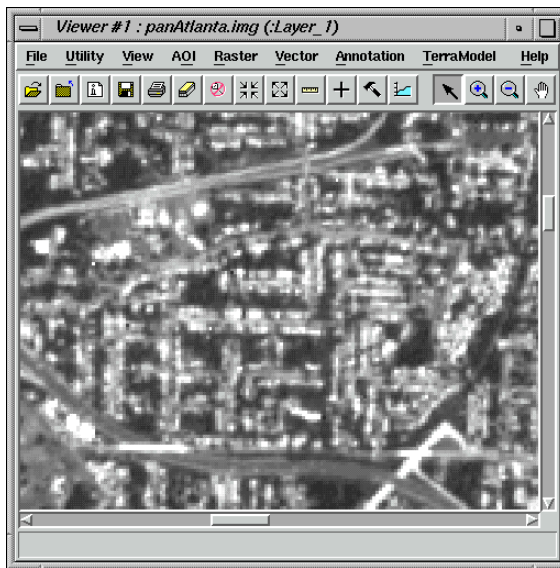 Viewer #1 : panAtlanta.img (:Layer_1)
File Utility View AOI Raster Vector Annotation TerraModel Help